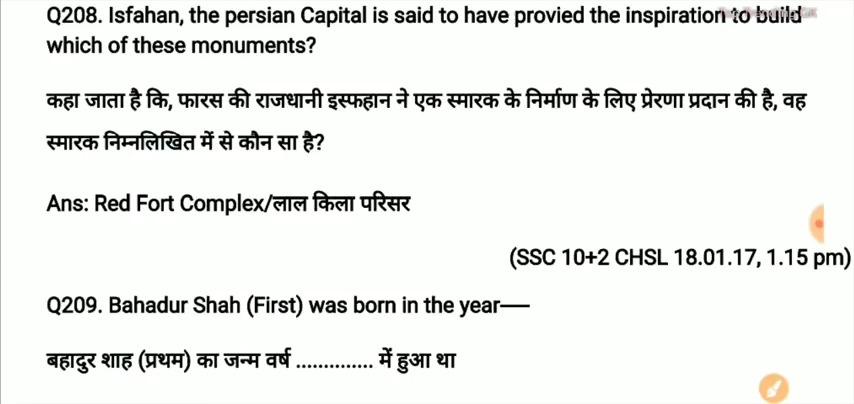 Q208. Isfahan, the persian Capital is said to have provied the inspiration to build
which of these monuments?
कहा जाता है कि, फारस की राजधानी इस्फहान ने एक स्मारक के निर्माण के लिए प्रेरणा प्रदान की है, वह
स्मारक निम्नलिखित में से कौन सा है?
Ans: Red Fort Complex/लाल किला परिसर
(SSC 10+2 CHSL 18.01.17, 1.15 pm)
Q209. Bahadur Shah (First) was born in the year—–
बहादुर शाह (प्रथम) का जन्म वर्ष .............. में हुआ था